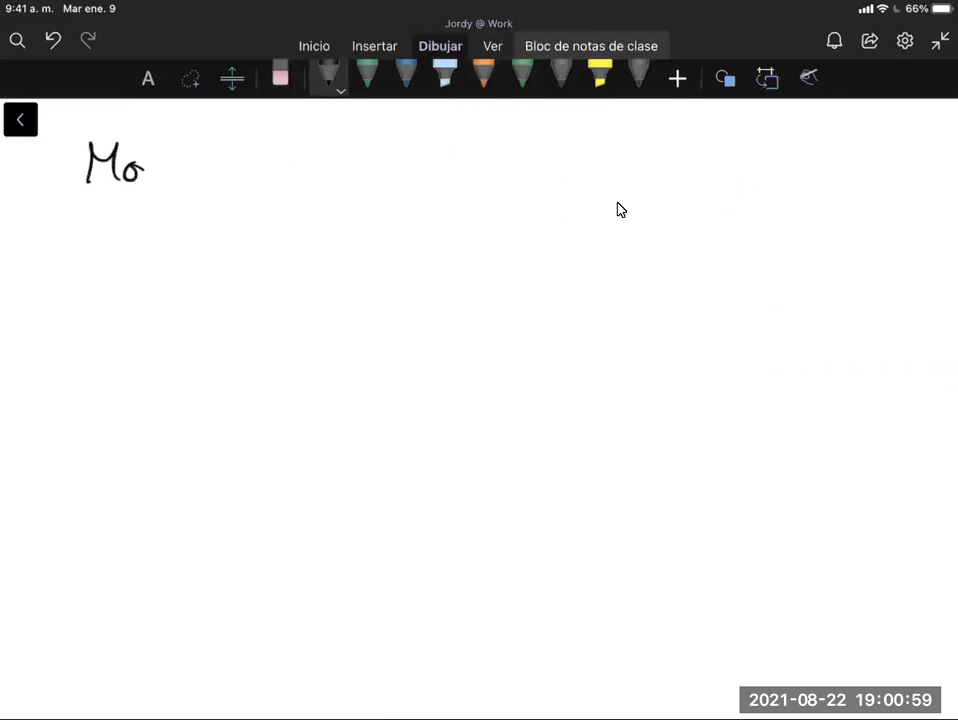 9:41 a. m. Mar ene. 9 66%
Jordy @ Work
Inicio Insertar Dibujar Ver Bloc de notas de clase
A
Mo
2021-08-22 19:00:59